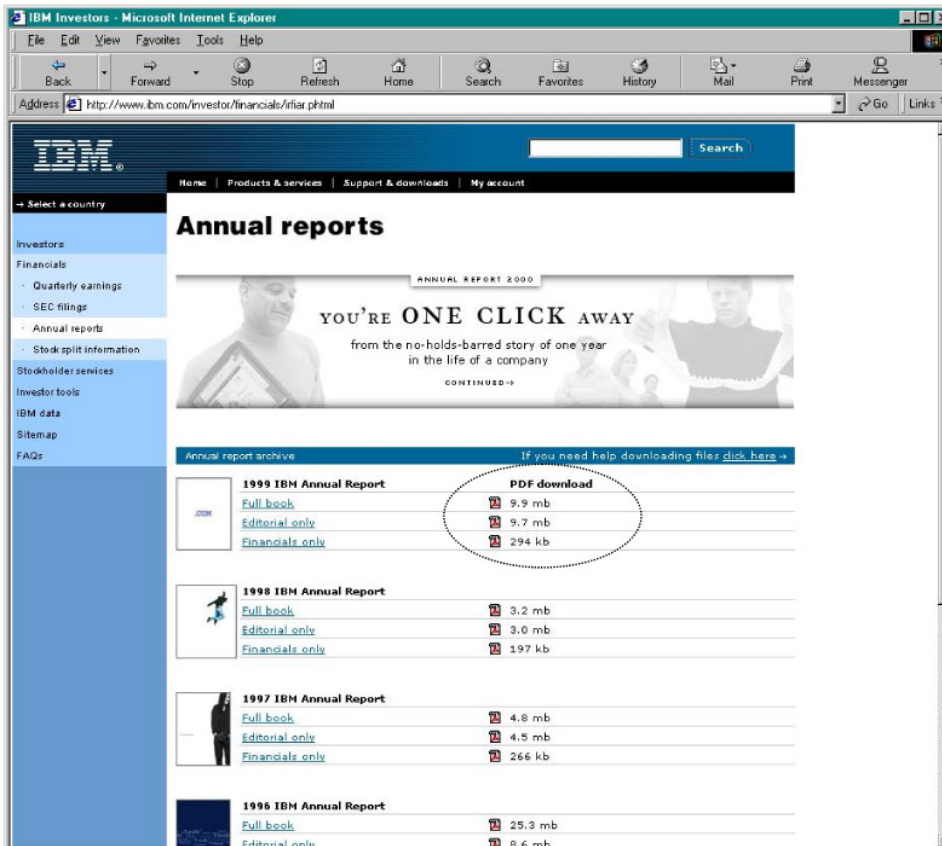 IBM Investors - Microsoft Internet Explorer
File Edit View Favorites Tools Help
Back Forward Stop Refresh Home Search Favorites History Mail Print Messenger
Address http://www.ibm.com/investor/financials/irfiar.phtml Go Links
IBM®
Search
Home | Products & services | Support & downloads | My account
→ Select a country
Annual reports
Investors
Financials
· Quarterly earnings
· SEC filings
· Annual reports
· Stock split information
Stockholder services
Investor tools
IBM data
Sitemap
FAQs
ANNUAL REPORT 2000
YOU'RE ONE CLICK AWAY
from the no-holds-barred story of one year
in the life of a company
CONTINUED→
Annual report archive If you need help downloading files click here →
.COM
1999 IBM Annual Report PDF download
Full book 9.9 mb
Editorial only 9.7 mb
Financials only 294 kb
1998 IBM Annual Report
Full book 3.2 mb
Editorial only 3.0 mb
Financials only 197 kb
1997 IBM Annual Report
Full book 4.8 mb
Editorial only 4.5 mb
Financials only 266 kb
1996 IBM Annual Report
Full book 25.3 mb
Editorial only 8.6 mb